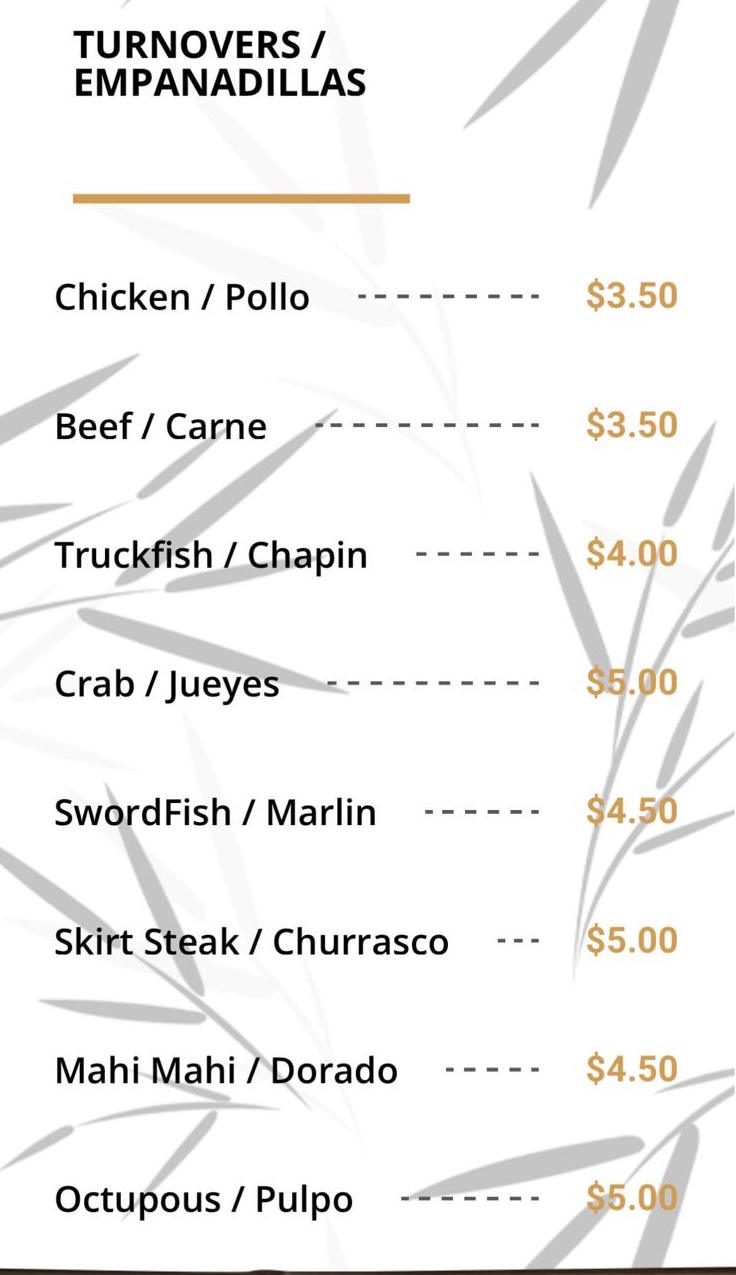 TURNOVERS /
EMPANADILLAS
Chicken / Pollo --------- $3.50
Beef / Carne ----------- $3.50
Truckfish / Chapin ------ $4.00
Crab / Jueyes ---------- $5.00
SwordFish / Marlin ------ $4.50
Skirt Steak / Churrasco --- $5.00
Mahi Mahi / Dorado ----- $4.50
Octupous / Pulpo ------- $5.00